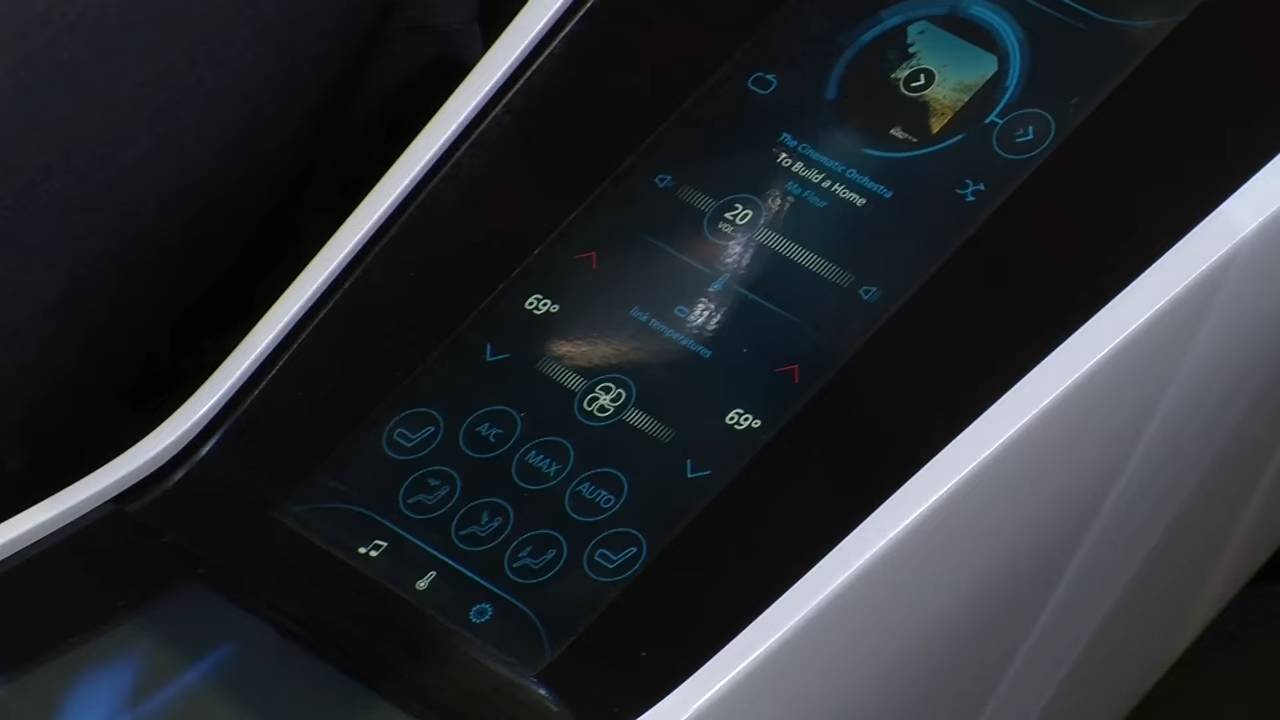 The Cinematic Orchestra
To Build a Home
Ma Fleur
20
VOL
69°
link temperatures
69°
A/C
MAX
AUTO